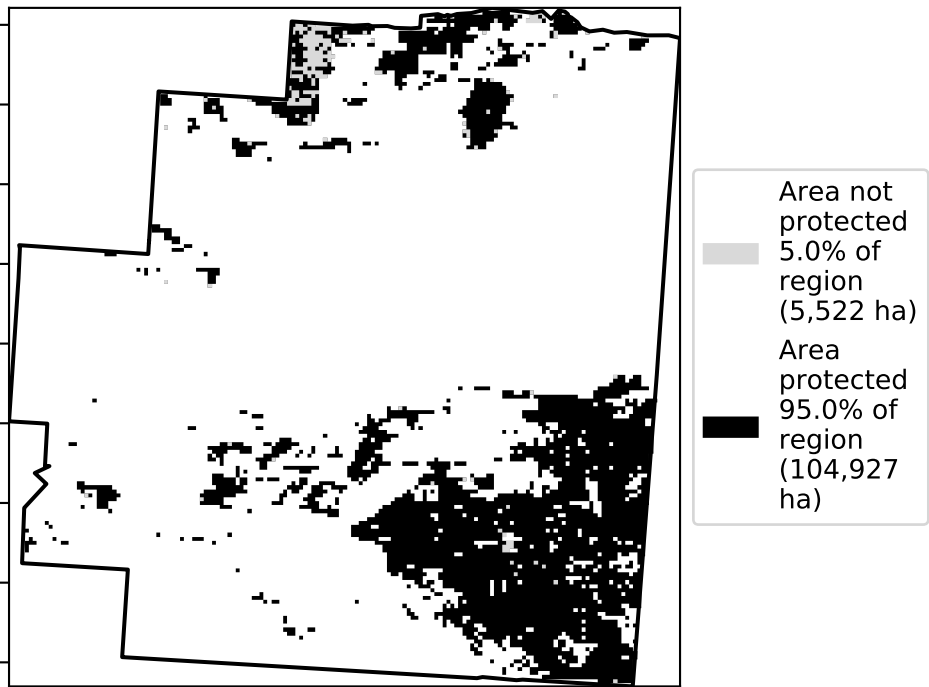 Area not
protected
5.0% of
region
(5,522 ha)
Area
protected
95.0% of
region
(104,927
ha)